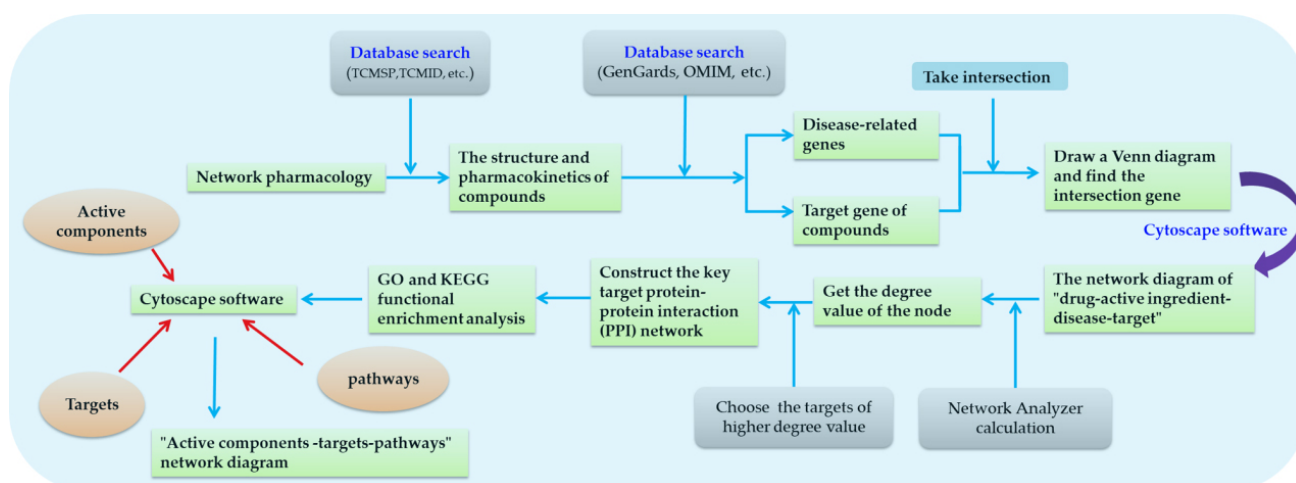 Database search
(TCMSP,TCMID, etc.)
Database search
(GenGards, OMIM, etc.)
Take intersection
Network pharmacology
The structure and
pharmacokinetics of
compounds
Disease-related
genes
Target gene of
compounds
Draw a Venn diagram
and find the
intersection gene
Cytoscape software
Active
components
Cytoscape software
GO and KEGG
functional
enrichment analysis
Construct the key
target protein-
protein interaction
(PPI) network
Get the degree
value of the node
The network diagram of
"drug-active ingredient-
disease-target"
Targets
pathways
Choose the targets of
higher degree value
Network Analyzer
calculation
"Active components -targets-pathways"
network diagram